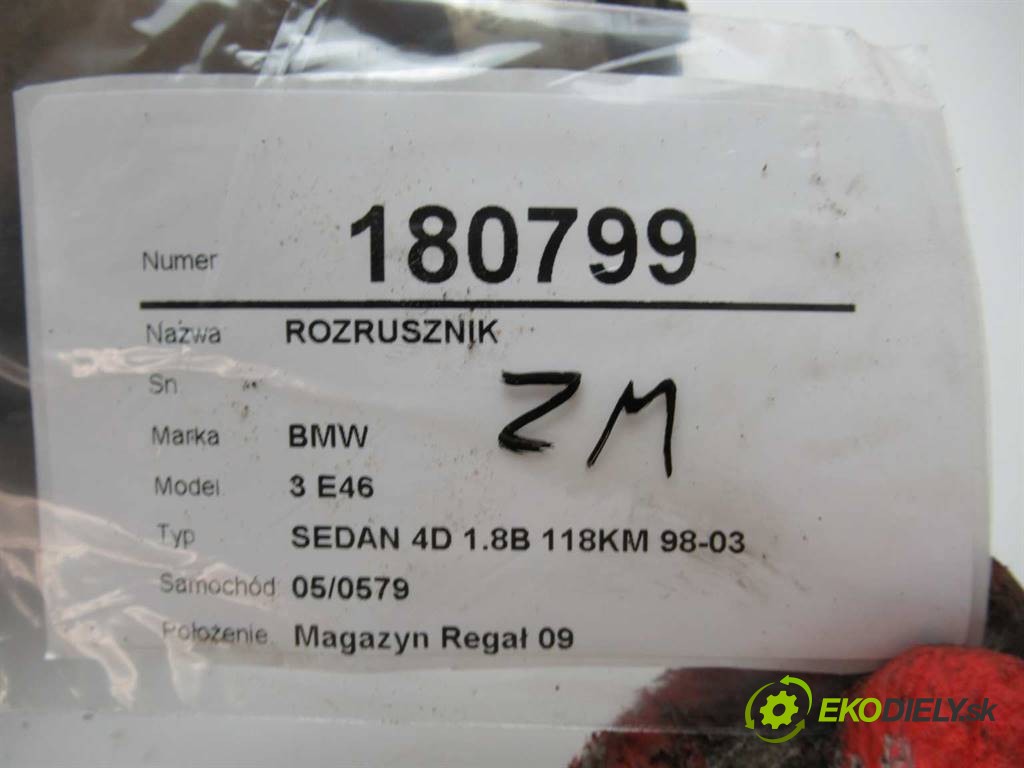 Numer 180799
Nazwa ROZRUSZNIK
Sn
ZM
Marka BMW
Model 3 E46
Typ SEDAN 4D 1.8B 118KM 98-03
Samochód 05/0579
Położenie Magazyn Regał 09
EKODIELY.sk